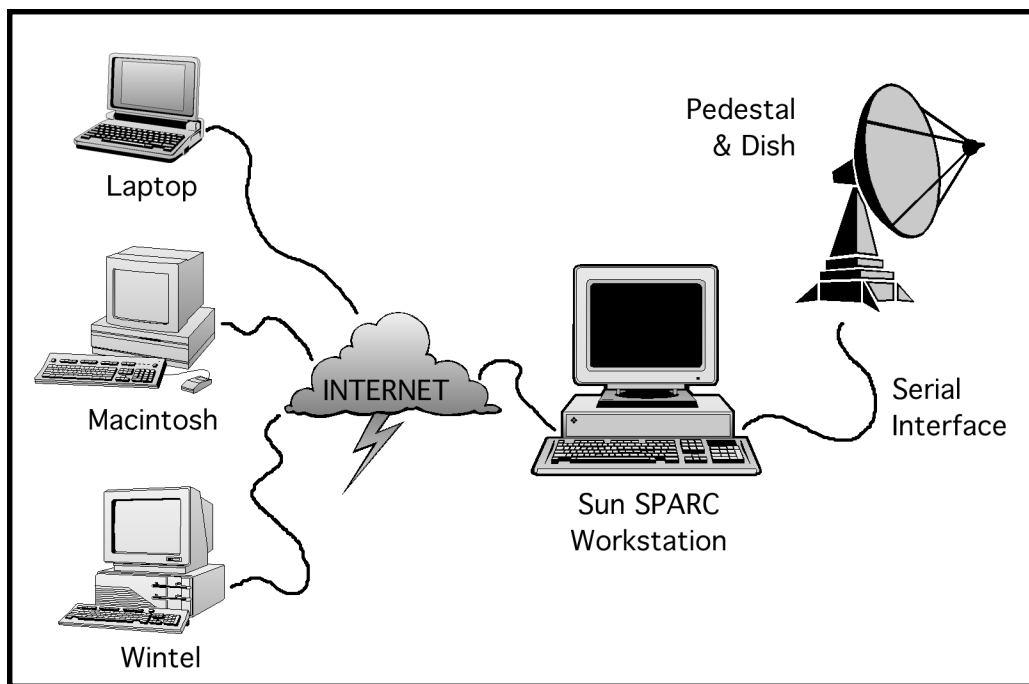 Laptop
Pedestal
& Dish
Macintosh
INTERNET
Serial
Interface
Sun SPARC
Workstation
Wintel